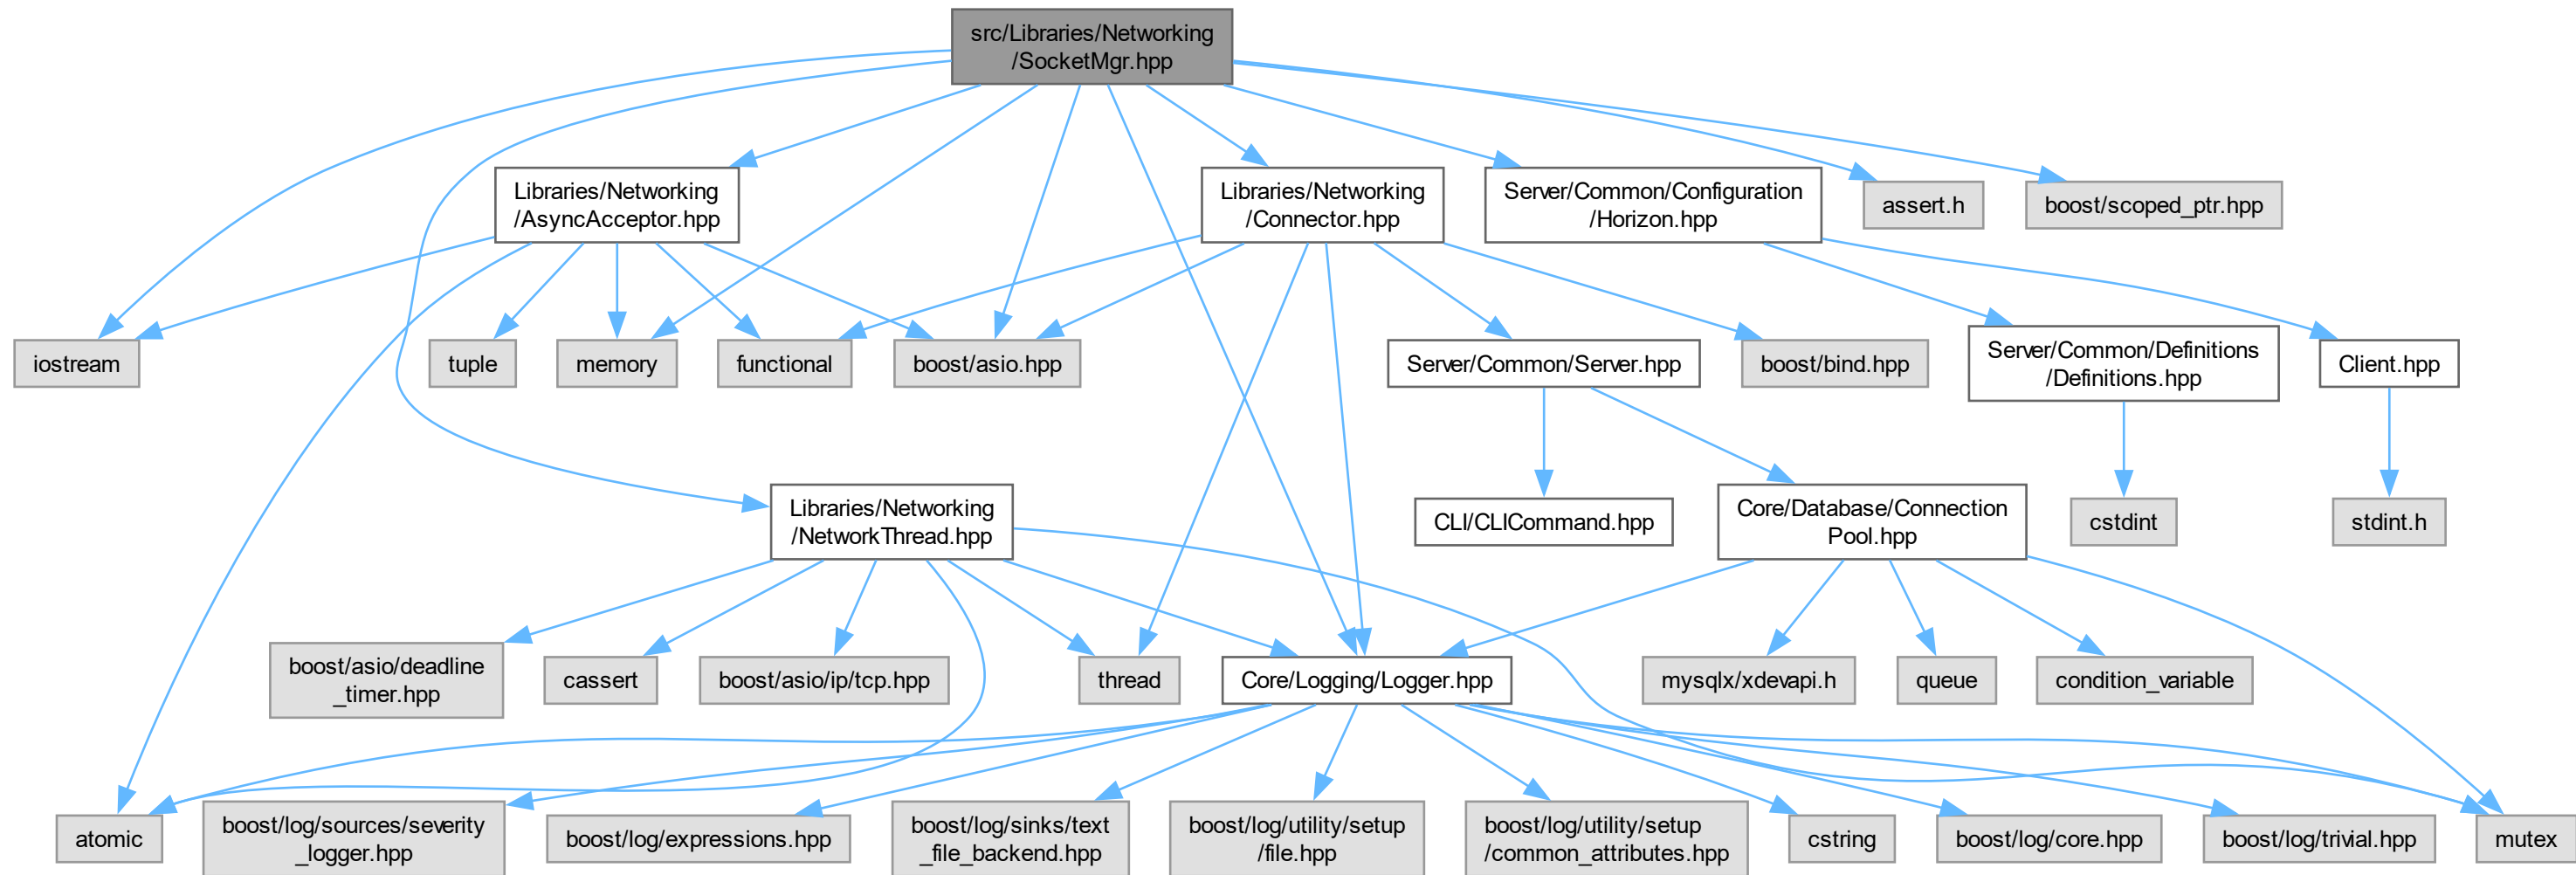 src/Libraries/Networking
/SocketMgr.hpp
Libraries/Networking
/AsyncAcceptor.hpp
Libraries/Networking
/Connector.hpp
Server/Common/Configuration
/Horizon.hpp
assert.h
boost/scoped_ptr.hpp
iostream
tuple
memory
functional
boost/asio.hpp
Server/Common/Server.hpp
boost/bind.hpp
Server/Common/Definitions
/Definitions.hpp
Client.hpp
Libraries/Networking
/NetworkThread.hpp
CLI/CLICommand.hpp
Core/Database/Connection
Pool.hpp
cstdint
stdint.h
boost/asio/deadline
_timer.hpp
cassert
boost/asio/ip/tcp.hpp
thread
Core/Logging/Logger.hpp
mysqlx/xdevapi.h
queue
condition_variable
atomic
boost/log/sources/severity
_logger.hpp
boost/log/expressions.hpp
boost/log/sinks/text
_file_backend.hpp
boost/log/utility/setup
/file.hpp
boost/log/utility/setup
/common_attributes.hpp
cstring
boost/log/core.hpp
boost/log/trivial.hpp
mutex